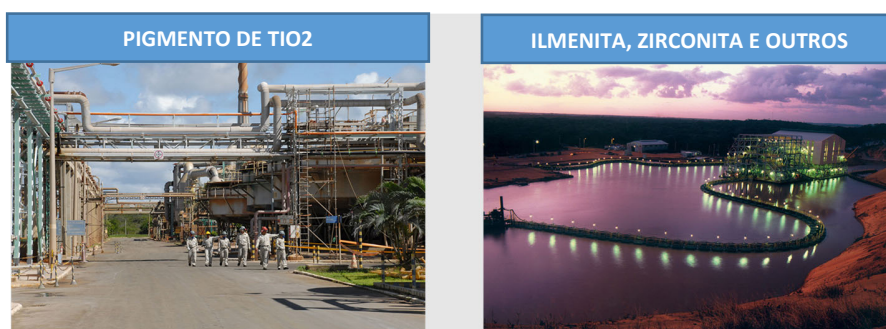 PIGMENTO DE TIO2
ILMENITA, ZIRCONITA E OUTROS